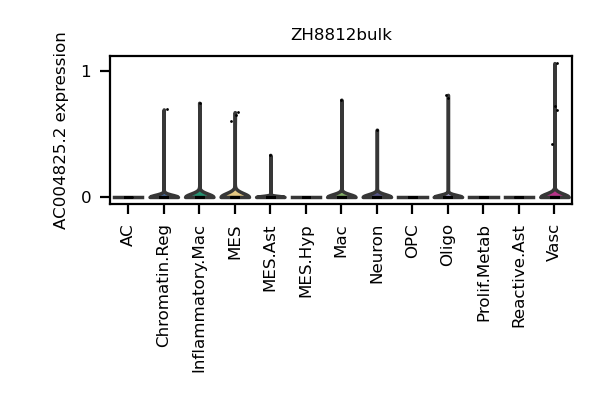 ZH8812bulk
AC004825.2 expression
1
0
AC
Chromatin.Reg
Inflammatory.Mac
MES
MES.Ast
MES.Hyp
Mac
Neuron
OPC
Oligo
Prolif.Metab
Reactive.Ast
Vasc